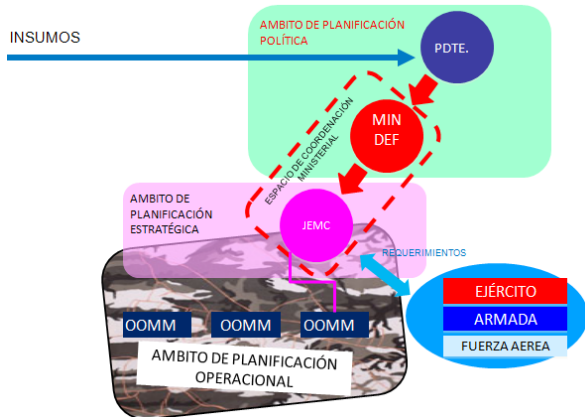 INSUMOS
AMBITO DE PLANIFICACIÓN
POLÍTICA
PDTE.
MIN
DEF
ESPACIO DE COORDENACIÓN
MINISTERIAL
AMBITO DE
PLANIFICACIÓN
ESTRATÉGICA
JEMC
REQUERIMIENTOS
EJÉRCITO
ARMADA
FUERZA AEREA
OOMM
OOMM
OOMM
AMBITO DE PLANIFICACIÓN
OPERACIONAL